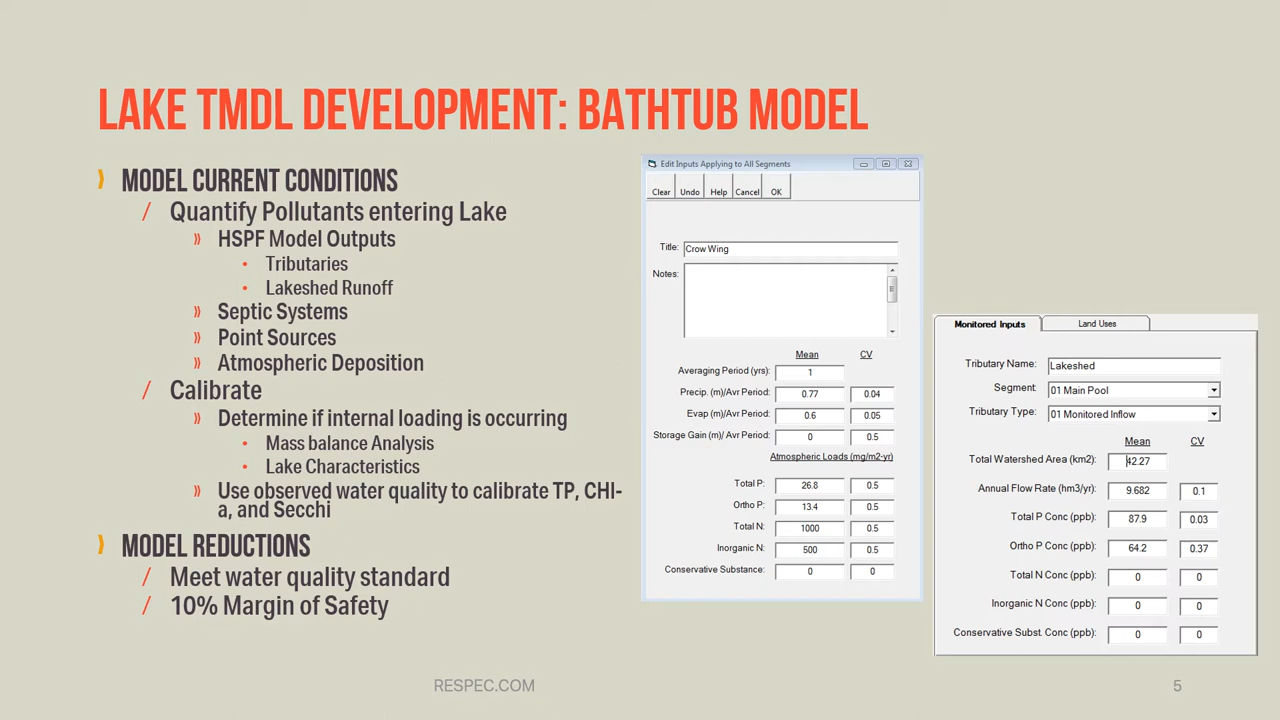 LAKE TMDL DEVELOPMENT: BATHTUB MODEL
MODEL CURRENT CONDITIONS
Quantify Pollutants entering Lake
HSPF Model Outputs
Tributaries
Lakeshed Runoff
Septic Systems
Point Sources
Atmospheric Deposition
Calibrate
Determine if internal loading is occurring
Mass balance Analysis
Lake Characteristics
Use observed water quality to calibrate TP, CHI-
a, and Secchi
MODEL REDUCTIONS
Meet water quality standard
10% Margin of Safety
Edit Inputs Applying to All Segments
Clear Undo Help Cancel OK
Title: Crow Wing
Notes:
Mean CV
Averaging Period (yrs): 1
Precip. (m)/Avr Period: 0.77 0.04
Evap (m)/Avr Period: 0.6 0.05
Storage Gain (m)/ Avr Period: 0 0.5
Atmospheric Loads (mg/m2-yr)
Total P: 26.8 0.5
Ortho P: 13.4 0.5
Total N: 1000 0.5
Inorganic N: 500 0.5
Conservative Substance: 0 0
Monitored Inputs Land Uses
Tributary Name: Lakeshed
Segment: 01 Main Pool
Tributary Type: 01 Monitored Inflow
Mean CV
Total Watershed Area (km2): 42.27
Annual Flow Rate (hm3/yr): 9.682 0.1
Total P Conc (ppb): 87.9 0.03
Ortho P Conc (ppb): 64.2 0.37
Total N Conc (ppb): 0 0
Inorganic N Conc (ppb): 0 0
Conservative Subst. Conc (ppb): 0 0
RESPEC.COM
5